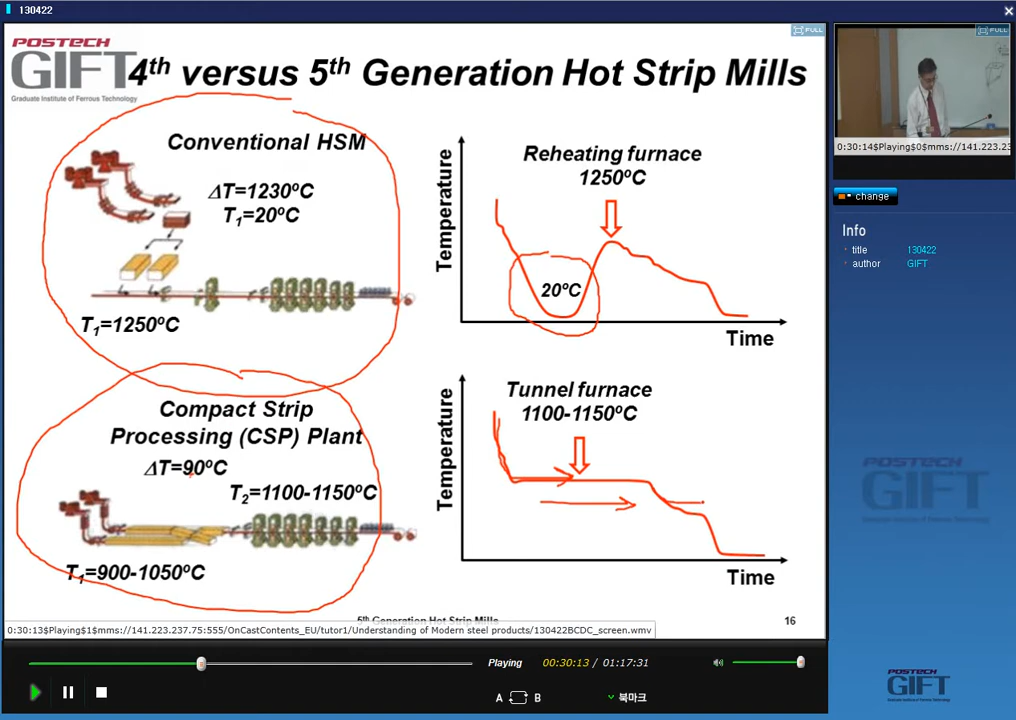 130422
POSTECH
GIFT
Graduate Institute of Ferrous Technology
4th versus 5th Generation Hot Strip Mills
Conventional HSM
ΔT=1230ºC
T1=20ºC
T1=1250ºC
Temperature
Reheating furnace
1250ºC
20ºC
Time
Compact Strip
Processing (CSP) Plant
ΔT=90ºC
T2=1100-1150ºC
T1=900-1050ºC
Temperature
Tunnel furnace
1100-1150ºC
Time
5th Generation Hot Strip Mills
16
0:30:13$Playing$1$mms://141.223.237.75:555/OnCastContents_EU/tutor1/Understanding of Modern steel products/130422BCDC_screen.wmv
FULL
FULL
0:30:14$Playing$0$mms://141.223.23
change
Info
title 130422
author GIFT
POSTECH
GIFT
Playing
00:30:13 / 01:17:31
A B
북마크
POSTECH
GIFT